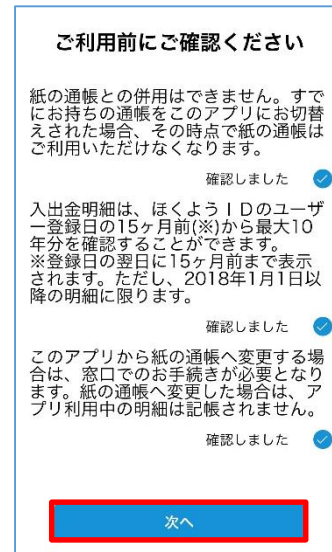 ご利用前にご確認ください
紙の通帳との併用はできません。すで
にお持ちの通帳をこのアプリにお切替
えされた場合、その時点で紙の通帳は
ご利用いただけなくなります。
確認しました
入出金明細は、ほくようＩＤのユーザ
ー登録日の15ヶ月前(※)から最大10
年分を確認することができます。
※登録日の翌日に15ヶ月前まで表示
されます。ただし、2018年1月1日以
降の明細に限ります。
確認しました
このアプリから紙の通帳へ変更する場
合は、窓口でのお手続きが必要となり
ます。紙の通帳へ変更した場合は、ア
プリ利用中の明細は記帳されません。
確認しました
次へ